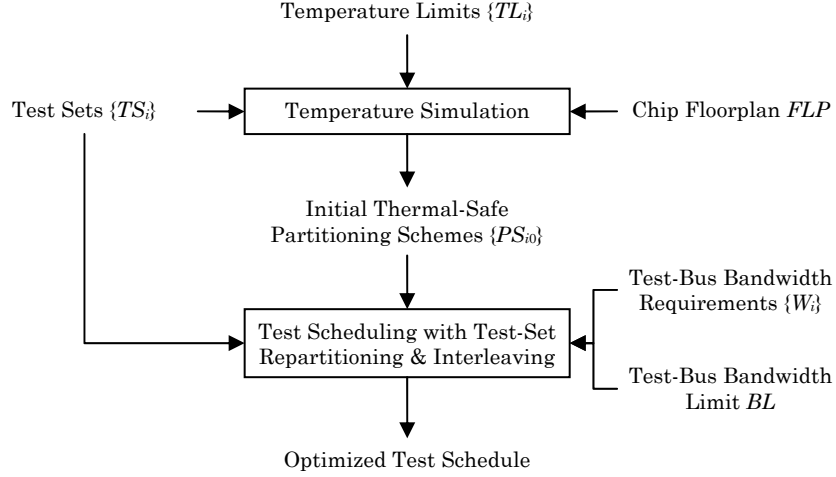 Temperature Limits {TLi}
Test Sets {TSi}
Temperature Simulation
Chip Floorplan FLP
Initial Thermal-Safe
Partitioning Schemes {PSi0}
Test-Bus Bandwidth
Requirements {Wi}
Test Scheduling with Test-Set
Repartitioning & Interleaving
Test-Bus Bandwidth
Limit BL
Optimized Test Schedule